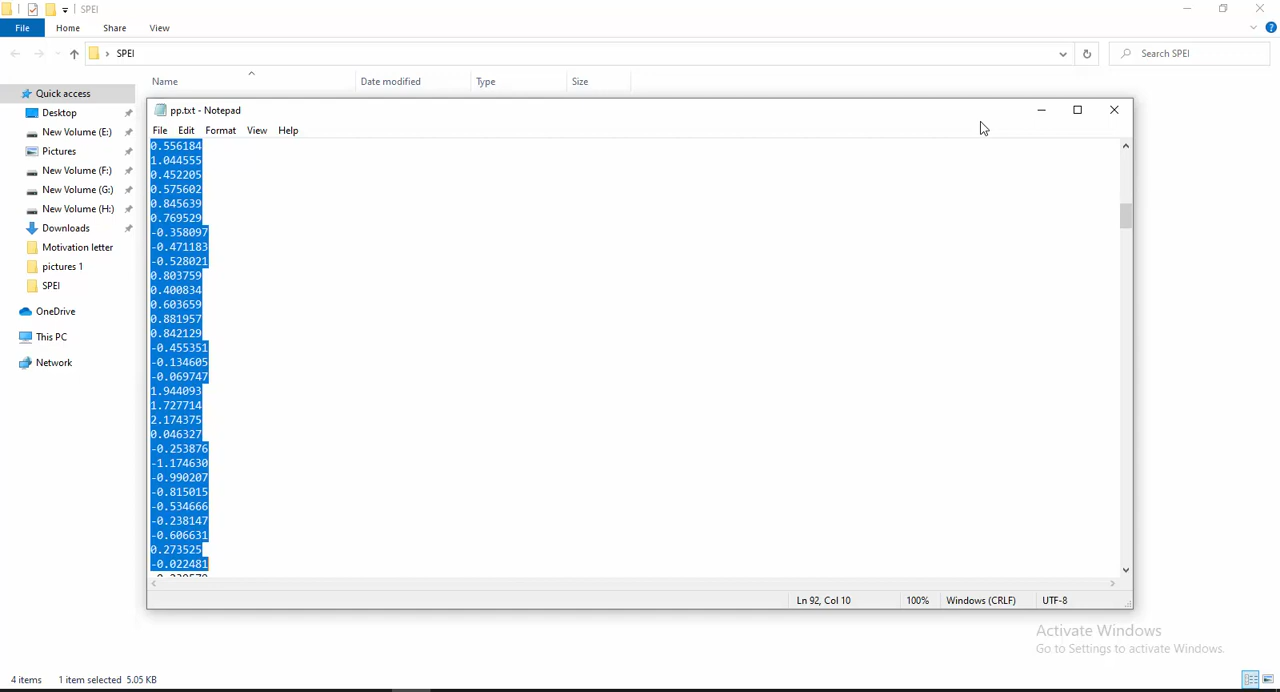 SPEI
File Home Share View
SPEI
Search SPEI
Name Date modified Type Size
Quick access
Desktop
New Volume (E:)
Pictures
New Volume (F:)
New Volume (G:)
New Volume (H:)
Downloads
Motivation letter
pictures 1
SPEI
OneDrive
This PC
Network
pp.txt - Notepad
File Edit Format View Help
0.556184
1.044555
0.452205
0.575602
0.845639
0.769529
-0.358097
-0.471183
-0.528021
0.803759
0.400834
0.603659
0.881957
0.842129
-0.455351
-0.134605
-0.069747
1.944093
1.727714
2.174375
0.046327
-0.253876
-1.174630
-0.990207
-0.815015
-0.534666
-0.238147
-0.606631
0.273525
-0.022481
Ln 92, Col 10 100% Windows (CRLF) UTF-8
Activate Windows
Go to Settings to activate Windows.
4 items 1 item selected 5.05 KB